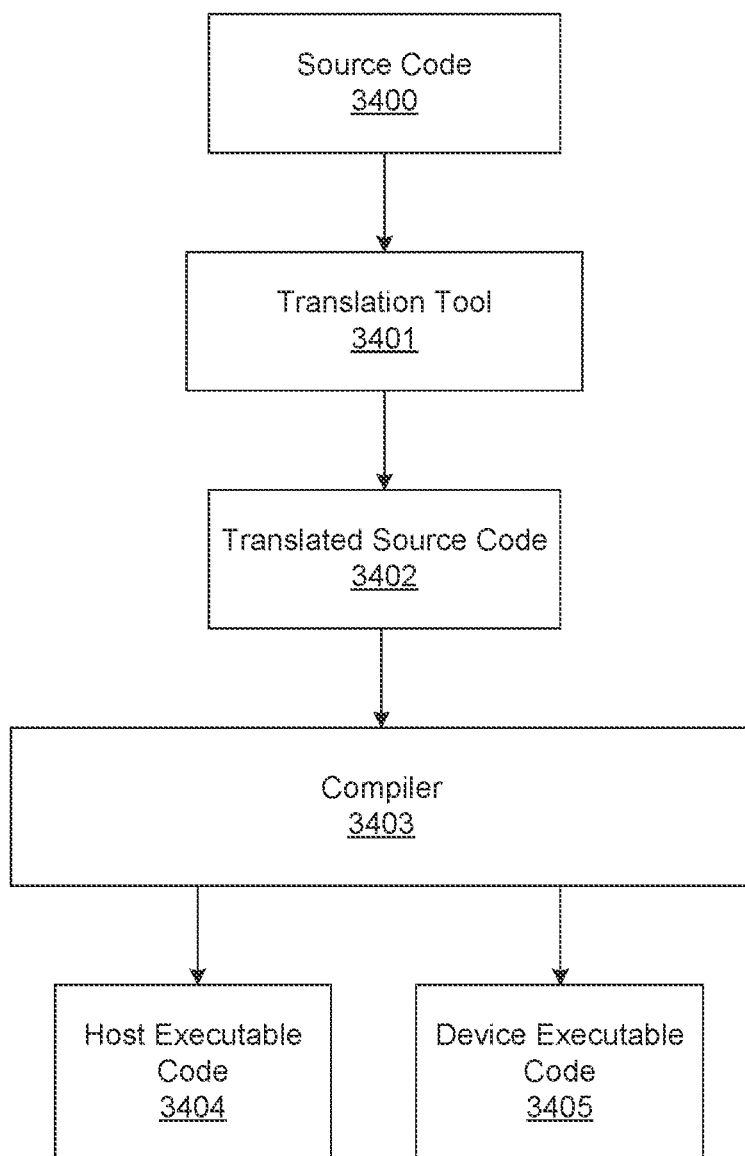 Source Code
3400
Translation Tool
3401
Translated Source Code
3402
Compiler
3403
Host Executable
Code
3404
Device Executable
Code
3405